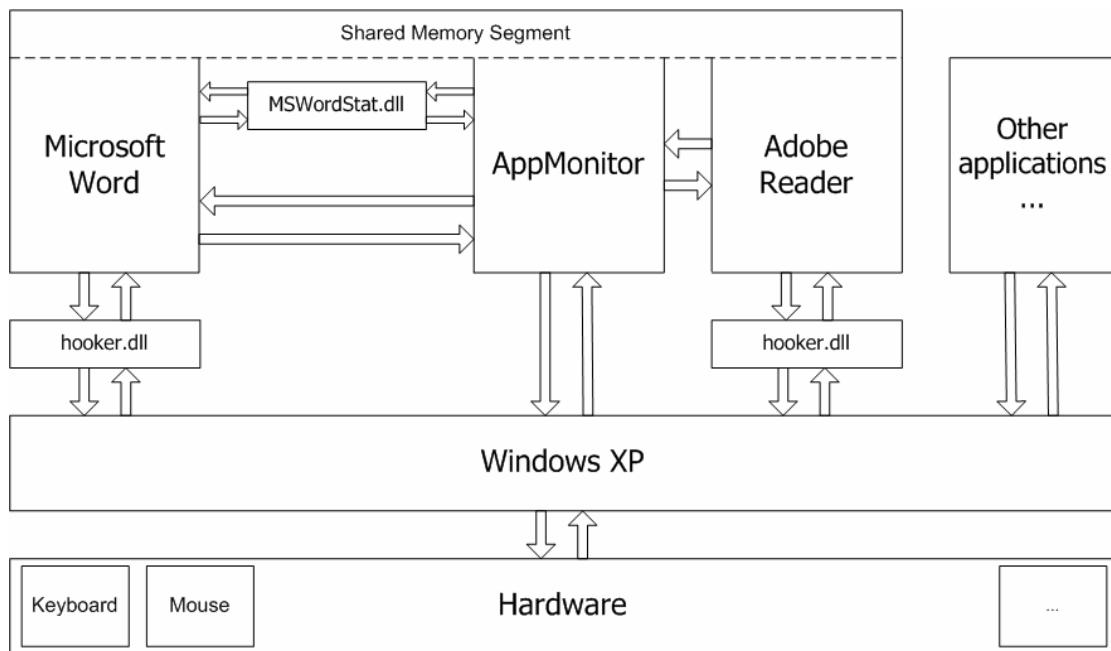 Shared Memory Segment
MSWordStat.dll
Microsoft
Word
AppMonitor
Adobe
Reader
Other
applications
...
hooker.dll
hooker.dll
Windows XP
Keyboard
Mouse
Hardware
...